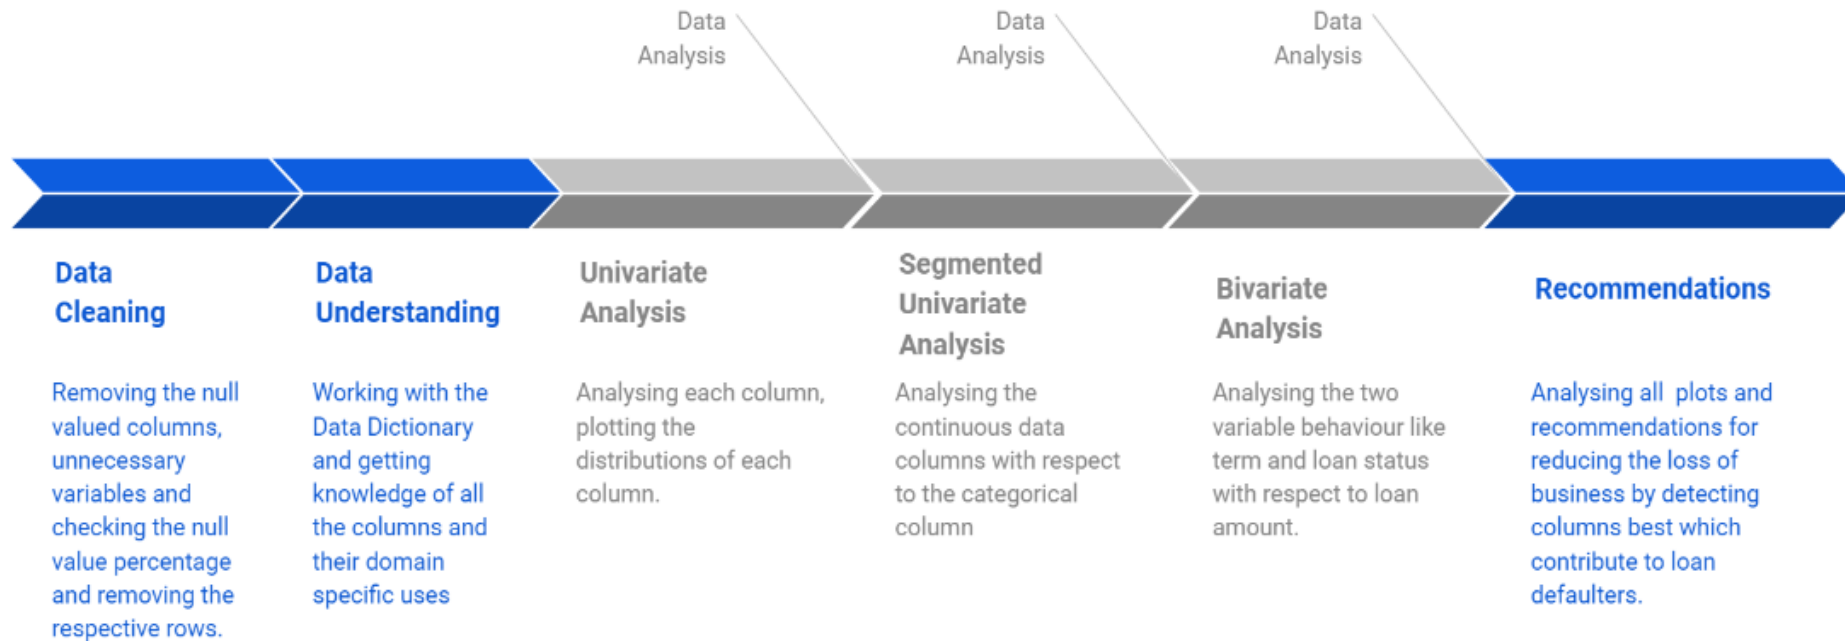 Data
Analysis
Data
Analysis
Data
Analysis
Data
Cleaning
Removing the null
valued columns,
unnecessary
variables and
checking the null
value percentage
and removing the
respective rows.
Data
Understanding
Working with the
Data Dictionary
and getting
knowledge of all
the columns and
their domain
specific uses
Univariate
Analysis
Analysing each column,
plotting the
distributions of each
column.
Segmented
Univariate
Analysis
Analysing the
continuous data
columns with respect
to the categorical
column
Bivariate
Analysis
Analysing the two
variable behaviour like
term and loan status
with respect to loan
amount.
Recommendations
Analysing all  plots and
recommendations for
reducing the loss of
business by detecting
columns best which
contribute to loan
defaulters.